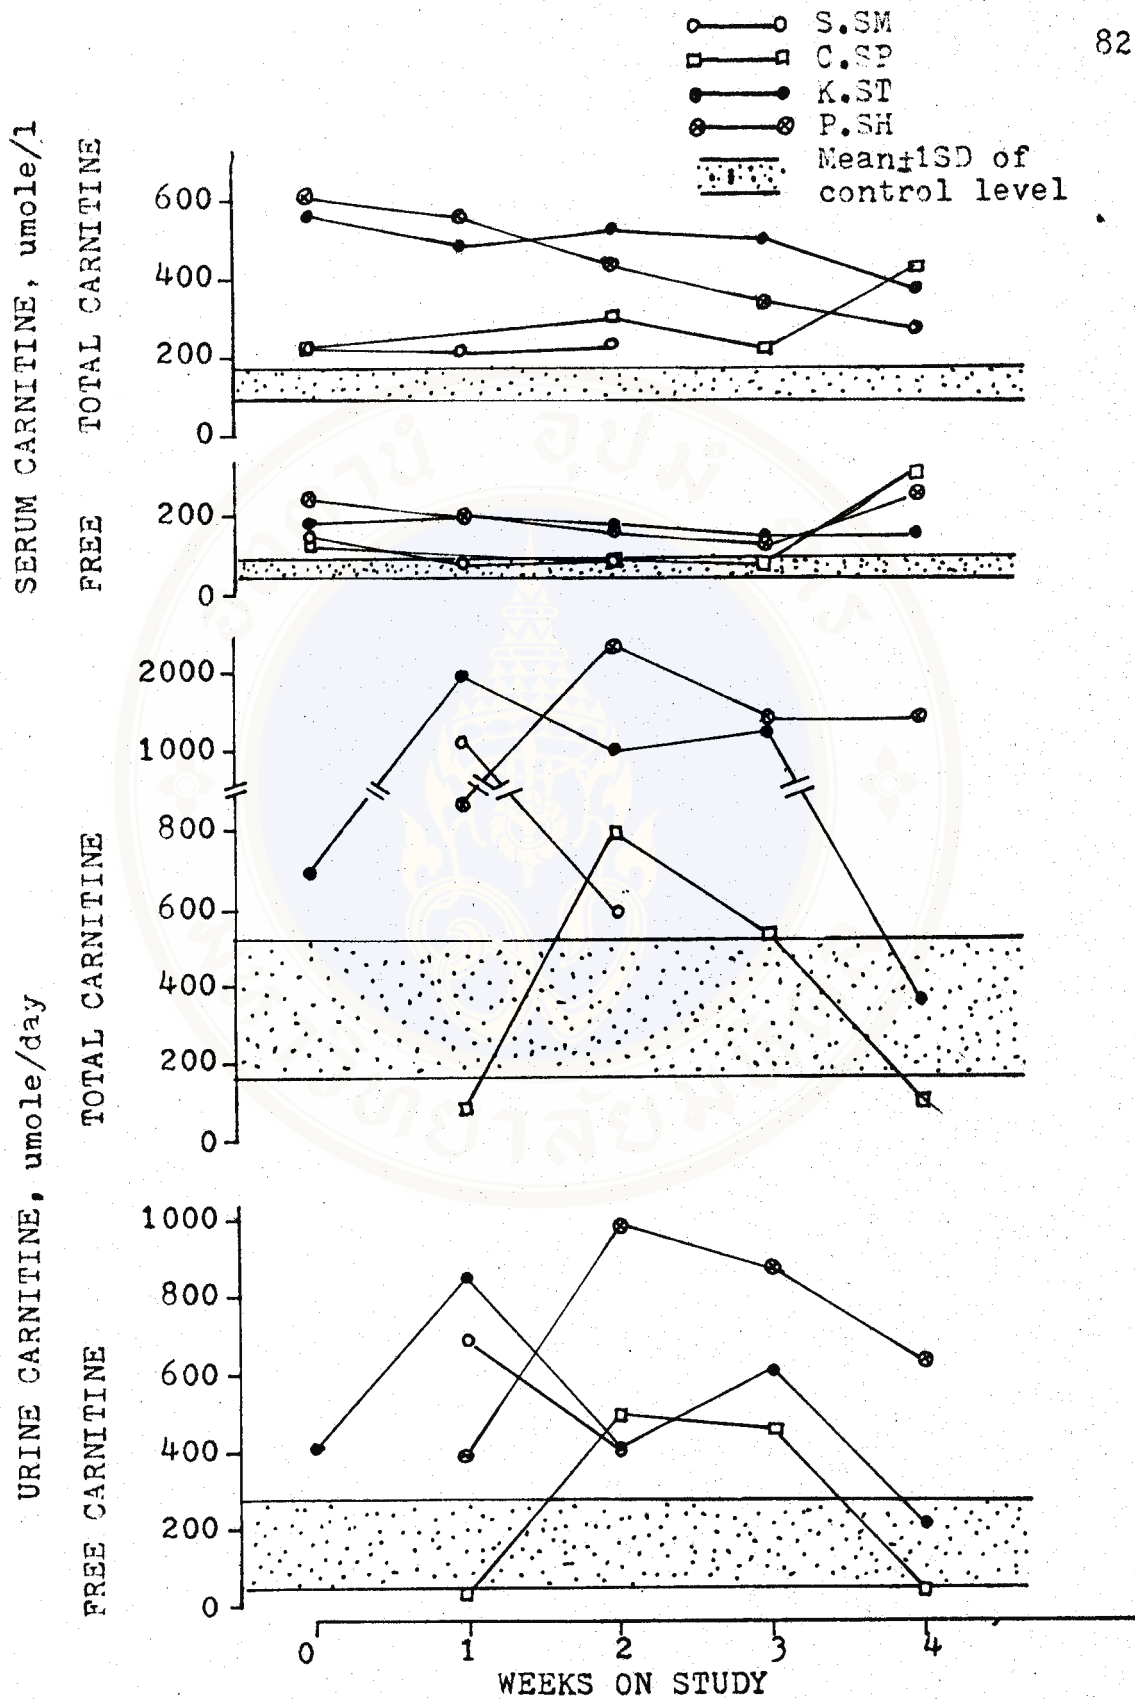 82
S.SM
C.SP
K.ST
P.SH
Mean±1SD of
control level
SERUM CARNITINE, umole/l
TOTAL CARNITINE
600
400
200
0
FREE
200
0
URINE CARNITINE, umole/day
TOTAL CARNITINE
2000
1000
800
600
400
200
0
FREE CARNITINE
1000
800
600
400
200
0
0 1 2 3 4
WEEKS ON STUDY